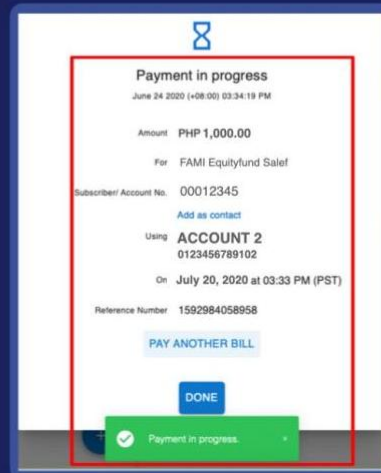 Payment in progress
June 24 2020 (+08:00) 03:34:19 PM
Amount PHP 1,000.00
For FAMI Equityfund Salef
Subscriber/ Account No. 00012345
Add as contact
Using ACCOUNT 2
0123456789102
On July 20, 2020 at 03:33 PM (PST)
Reference Number 1592984058958
PAY ANOTHER BILL
DONE
Payment in progress. ×